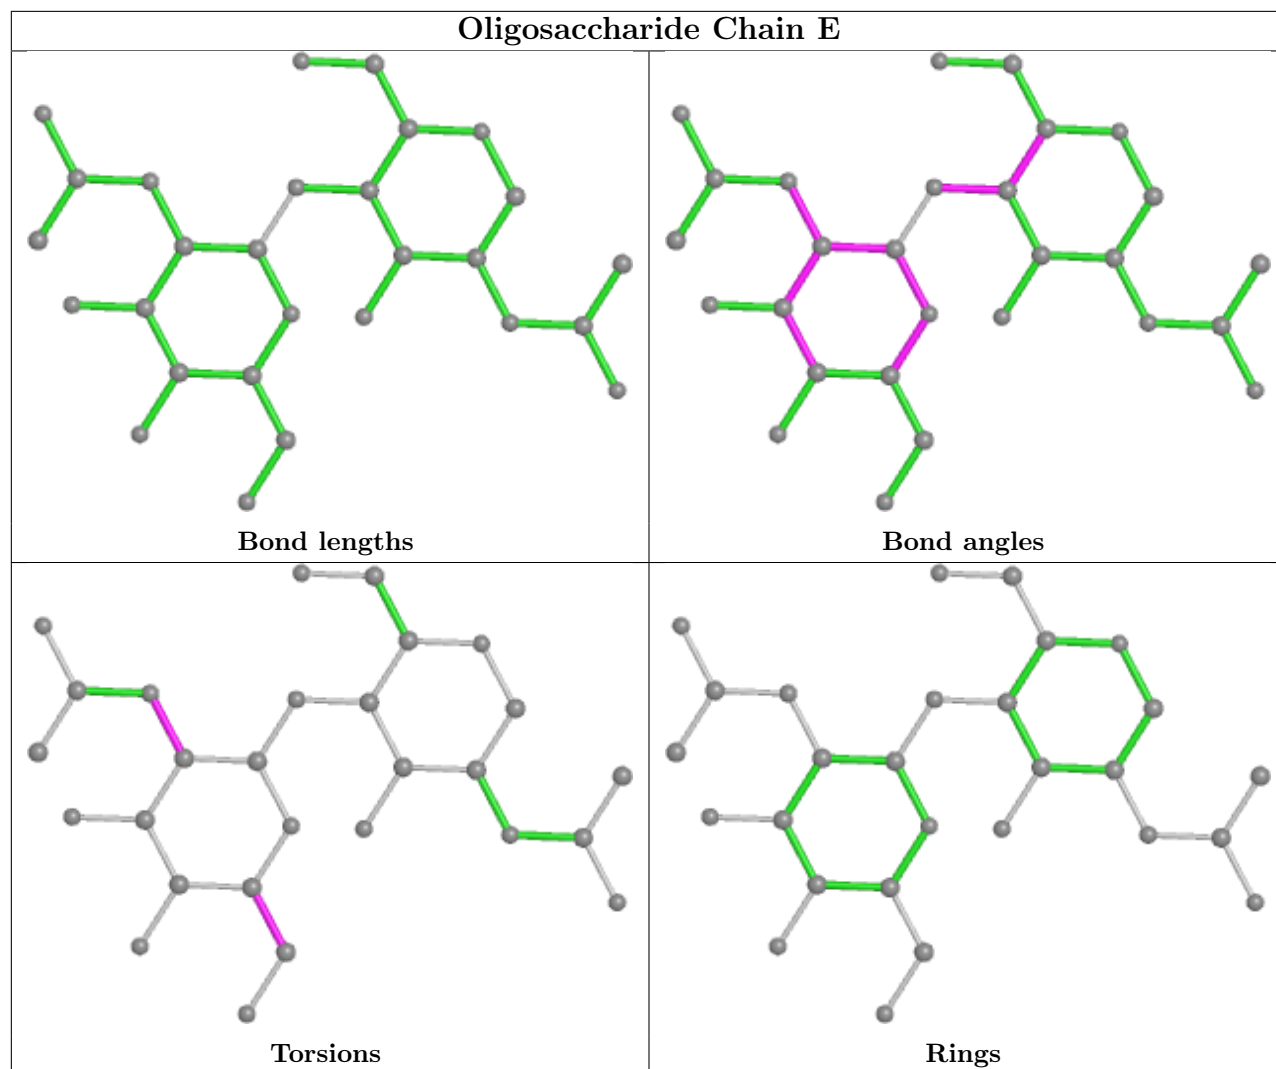 Oligosaccharide Chain E
Bond lengths
Bond angles
Torsions
Rings